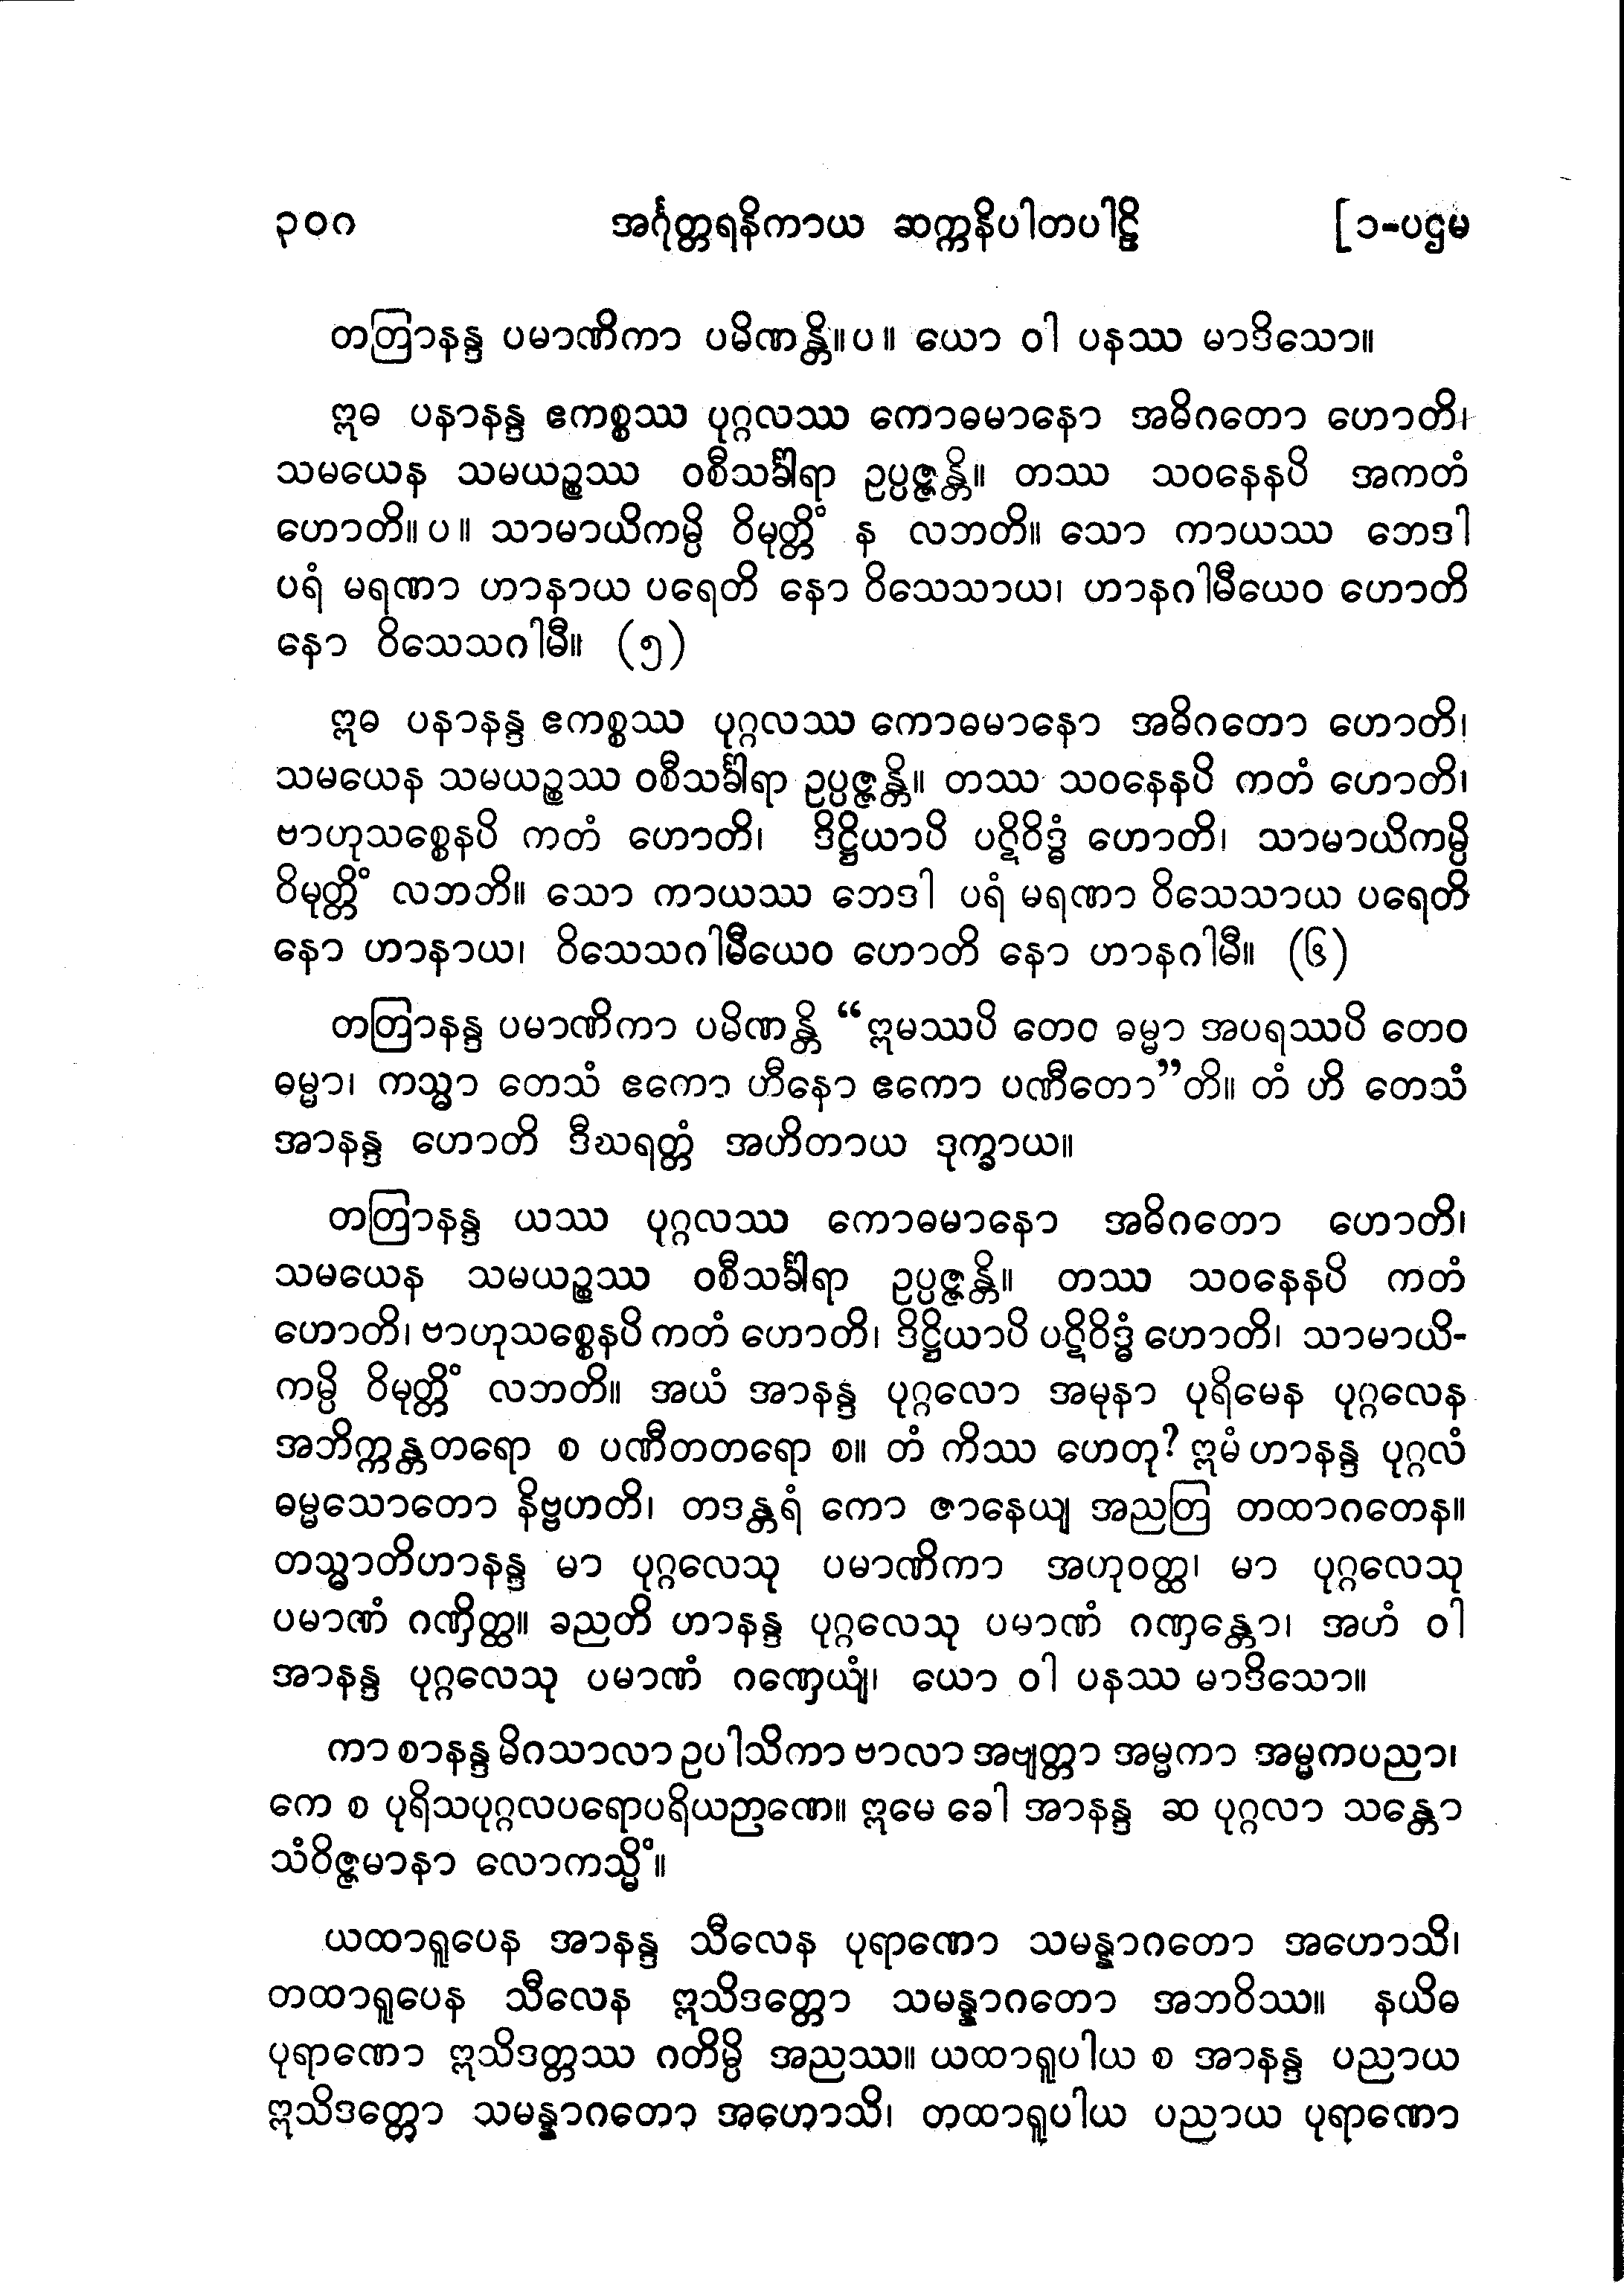 ၃၀၈ အင်္ဂုတ္တရနိကာယ ဆက္ကနိပါတပါဠိ [ ၁-ပဌမ
တတြာနန္ဒ ပမာဏိကာ ပမိဏန္တိ။ပ။ ယော ဝါ ပနဿ မာဒိသော။
ဣဓ ပနာနန္ဒ ဧကစ္စဿ ပုဂ္ဂလဿ ကောဓမာနော အဓိဂတော ဟောတိ၊
သမယေန သမယဉ္စဿ ဝစီသင်္ခါရာ ဥပ္ပဇ္ဇန္တိ။ တဿ သဝနေနပိ အကတံ
ဟောတိ။ပ။ သာမာယိကမ္ပိ ဝိမုတ္တိံ န လဘတိ။ သော ကာယဿ ဘေဒါ
ပရံ မရဏာ ဟာနာယ ပရေတိ နော ဝိသေသာယ၊ ဟာနဂါမီယေဝ ဟောတိ
နော ဝိသေသဂါမီ။ (၅)
ဣဓ ပနာနန္ဒ ဧကစ္စဿ ပုဂ္ဂလဿ ကောဓမာနော အဓိဂတော ဟောတိ၊
သမယေန သမယဉ္စဿ ဝစီသင်္ခါရာ ဥပ္ပဇ္ဇန္တိ။ တဿ သဝနေနပိ ကတံ ဟောတိ၊
ဗာဟုသစ္စေနပိ ကတံ ဟောတိ၊ ဒိဋ္ဌိယာပိ ပဋိဝိဒ္ဓံ ဟောတိ၊ သာမာယိကမ္ပိ
ဝိမုတ္တိံ လဘဘိ။ သော ကာယဿ ဘေဒါ ပရံ မရဏာ ဝိသေသာယ ပရေတိ
နော ဟာနာယ၊ ဝိသေသဂါမီယေဝ ဟောတိ နော ဟာနဂါမီ။ (၆)
တတြာနန္ဒ ပမာဏိကာ ပမိဏန္တိ “ဣမဿပိ တေဝ ဓမ္မာ အပရဿပိ တေဝ
ဓမ္မာ၊ ကသ္မာ တေသံ ဧကော ဟီနော ဧကော ပဏီတော”တိ။ တံ ဟိ တေသံ
အာနန္ဒ ဟောတိ ဒီဃရတ္တံ အဟိတာယ ဒုက္ခာယ။
တတြာနန္ဒ ယဿ ပုဂ္ဂလဿ ကောဓမာနော အဓိဂတော ဟောတိ၊
သမယေန သမယဉ္စဿ ဝစီသင်္ခါရာ ဥပ္ပဇ္ဇန္တိ။ တဿ သဝနေနပိ ကတံ
ဟောတိ၊ ဗာဟုသစ္စေနပိ ကတံ ဟောတိ၊ ဒိဋ္ဌိယာပိ ပဋိဝိဒ္ဓံ ဟောတိ၊ သာမာယိ-
ကမ္ပိ ဝိမုတ္တိံ လဘတိ။ အယံ အာနန္ဒ ပုဂ္ဂလော အမုနာ ပုရိမေန ပုဂ္ဂလေန
အဘိက္ကန္တတရော စ ပဏီတတရော စ။ တံ ကိဿ ဟေတု? ဣမံ ဟာနန္ဒ ပုဂ္ဂလံ
ဓမ္မသောတော နိဗ္ဗဟတိ၊ တဒန္တရံ ကော ဇာနေယျ အညတြ တထာဂတေန။
တသ္မာတိဟာနန္ဒ မာ ပုဂ္ဂလေသု ပမာဏိကာ အဟုဝတ္ထ၊ မာ ပုဂ္ဂလေသု
ပမာဏံ ဂဏှိတ္ထ။ ခညတိ ဟာနန္ဒ ပုဂ္ဂလေသု ပမာဏံ ဂဏှန္တော၊ အဟံ ဝါ
အာနန္ဒ ပုဂ္ဂလေသု ပမာဏံ ဂဏှေယျံ၊ ယော ဝါ ပနဿ မာဒိသော။
ကာ စာနန္ဒ မိဂသာလာ ဥပါသိကာ ဗာလာ အဗျတ္တာ အမ္မကာ အမ္မကပညာ၊
ကေ စ ပုရိသပုဂ္ဂလပရောပရိယဉာဏေ။ ဣမေ ခေါ အာနန္ဒ ဆ ပုဂ္ဂလာ သန္တော
သံဝိဇ္ဇမာနာ လောကသ္မိံ။
ယထာရူပေန အာနန္ဒ သီလေန ပုရာဏော သမန္နာဂတော အဟောသိ၊
တထာရူပေန သီလေန ဣသိဒတ္တော သမန္နာဂတော အဘဝိဿ။ နယိဓ
ပုရာဏော ဣသိဒတ္တဿ ဂတိမ္ပိ အညဿ။ ယထာရူပါယ စ အာနန္ဒ ပညာယ
ဣသိဒတ္တော သမန္နာဂတော အဟောသိ၊ တထာရူပါယ ပညာယ ပုရာဏော